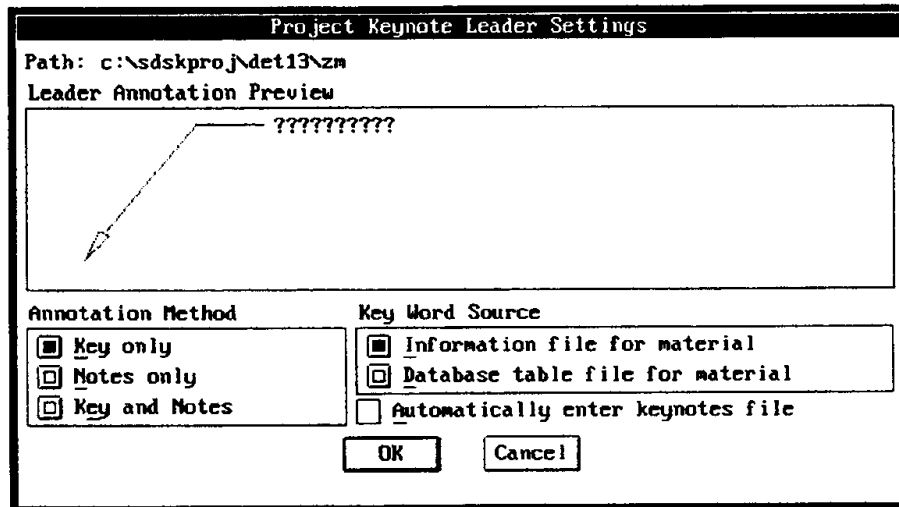 Project Keynote Leader Settings
Path: c:\sdskproj\det13\zm
Leader Annotation Preview
??????????
Annotation Method
Key only
Notes only
Key and Notes
Key Word Source
Information file for material
Database table file for material
Automatically enter keynotes file
OK
Cancel